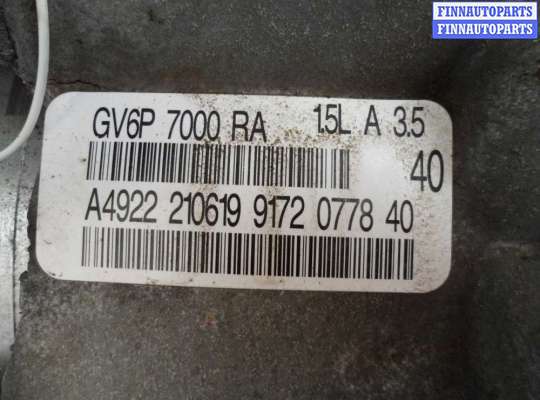 FINNAUTOPARTS
FINNAUTOPARTS
GV6P 7000 RA 1.5L A 3.5
40
A4922 210619 9172 0778 40